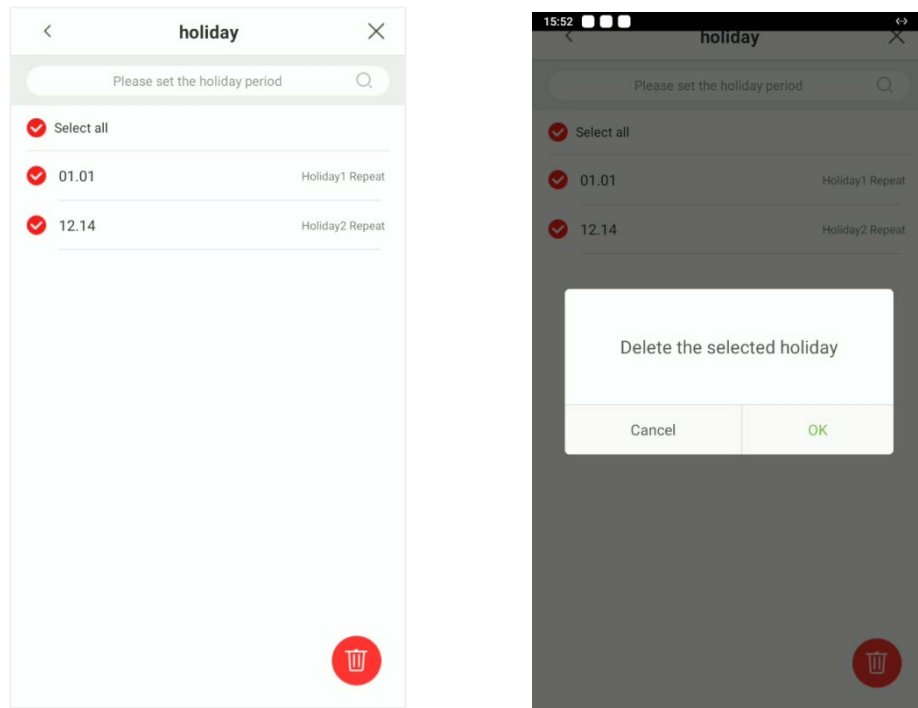 holiday
Please set the holiday period
Select all
01.01 Holiday1 Repeat
12.14 Holiday2 Repeat
15:52
holiday
Please set the holiday period
Select all
01.01 Holiday1 Repeat
12.14 Holiday2 Repeat
Delete the selected holiday
Cancel OK